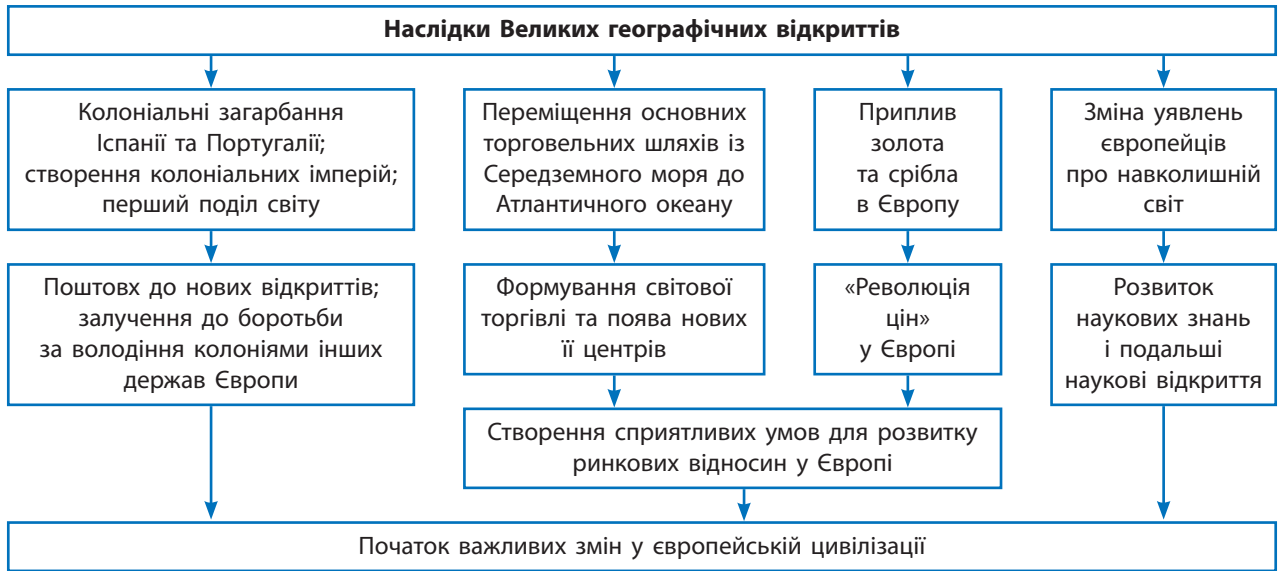 Наслідки Великих географічних відкриттів
Колоніальні загарбання
Іспанії та Португалії;
створення колоніальних імперій;
перший поділ світу
Переміщення основних
торговельних шляхів із
Середземного моря до
Атлантичного океану
Приплив
золота
та срібла
в Європу
Зміна уявлень
європейців
про навколишній
світ
Поштовх до нових відкриттів;
залучення до боротьби
за володіння колоніями інших
держав Європи
Формування світової
торгівлі та поява нових
її центрів
«Революція
цін»
у Європі
Розвиток
наукових знань
і подальші
наукові відкриття
Створення сприятливих умов для розвитку
ринкових відносин у Європі
Початок важливих змін у європейській цивілізації